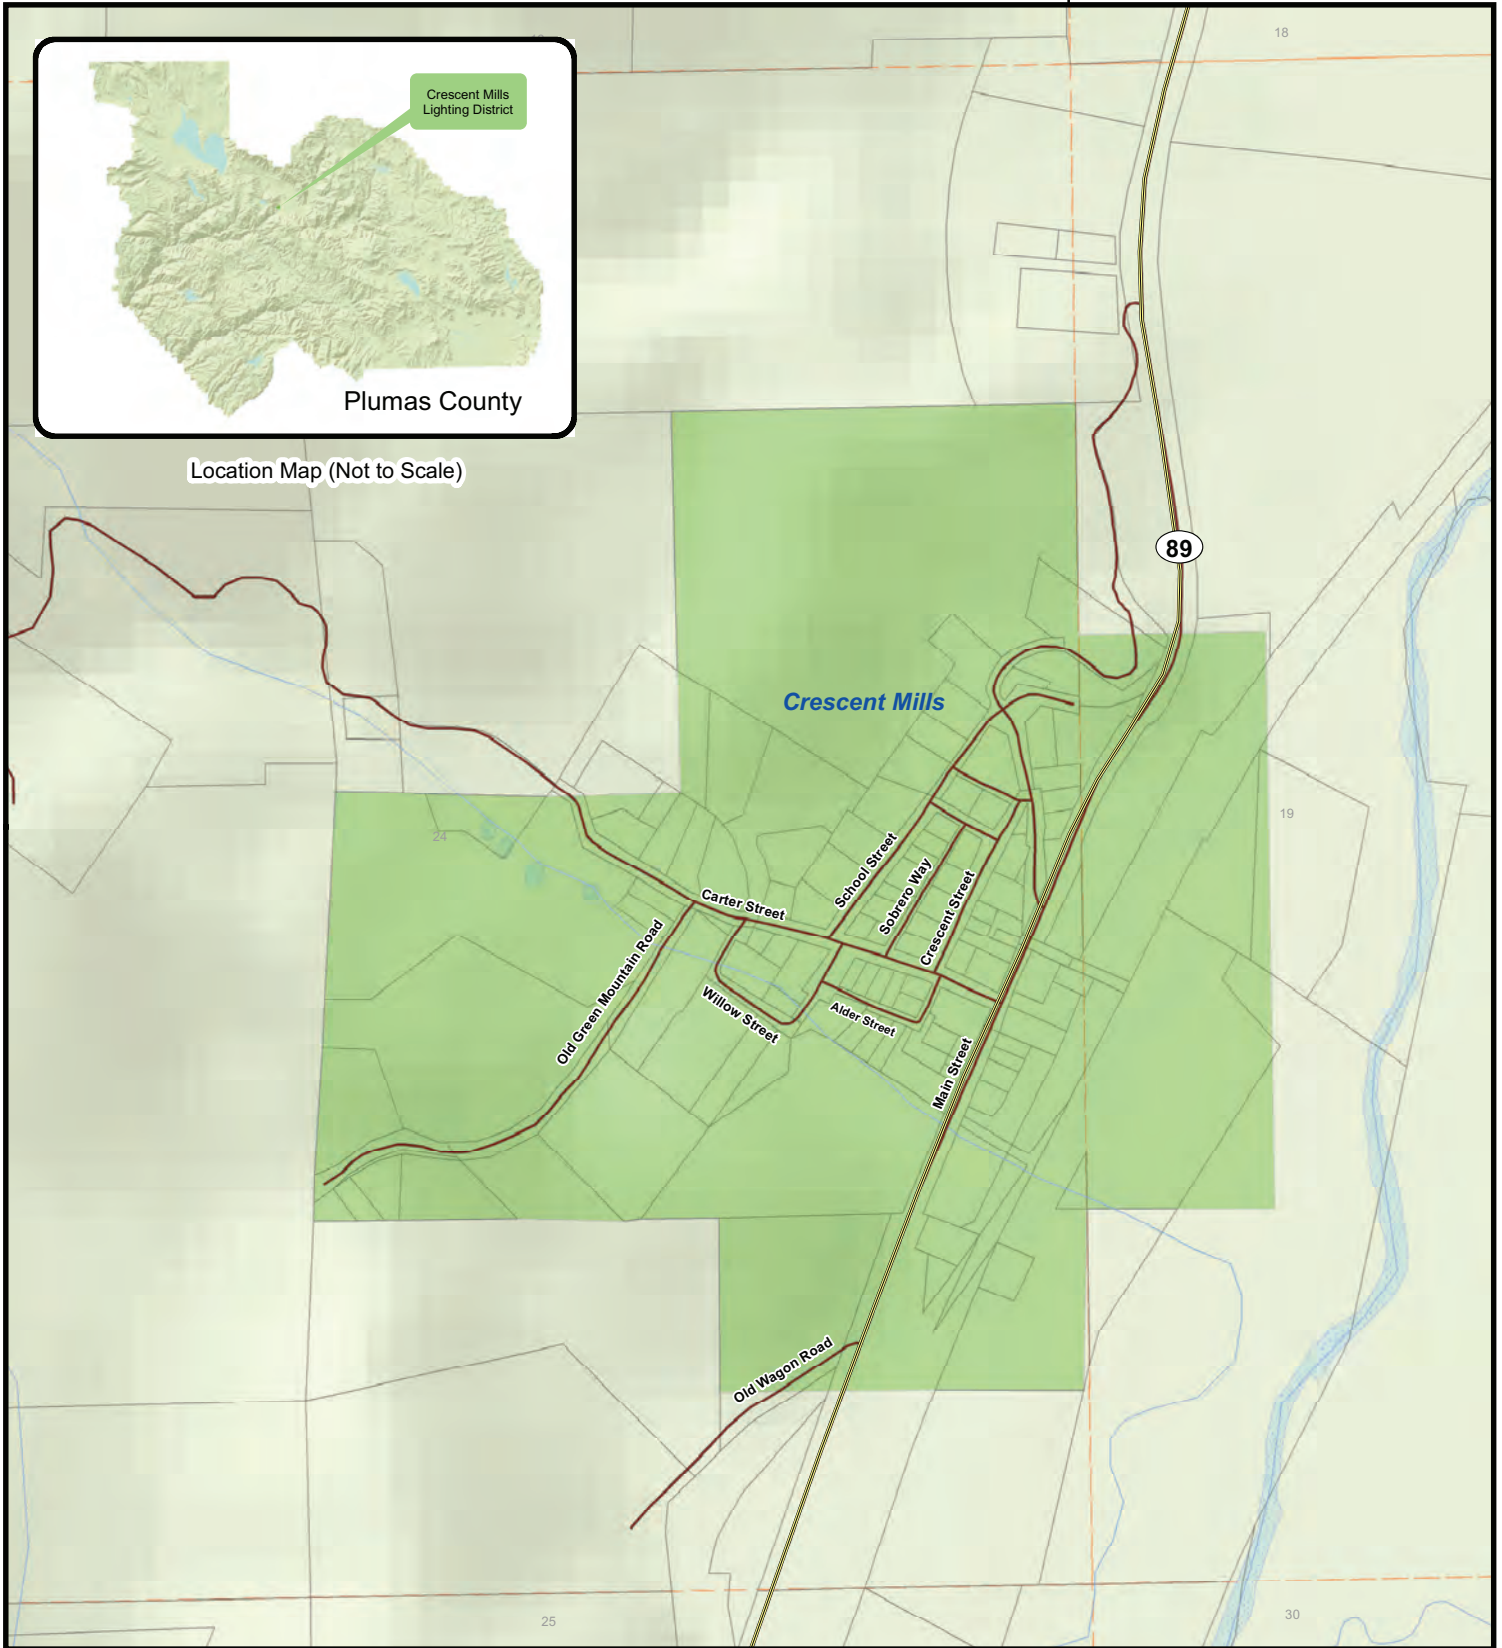 18
Crescent Mills
Lighting District
Plumas County
Location Map (Not to Scale)
89
Crescent Mills
24
19
School Street
Sobrero Way
Crescent Street
Carter Street
Old Green Mountain Road
Willow Street
Alder Street
Main Street
Old Wagon Road
25
30